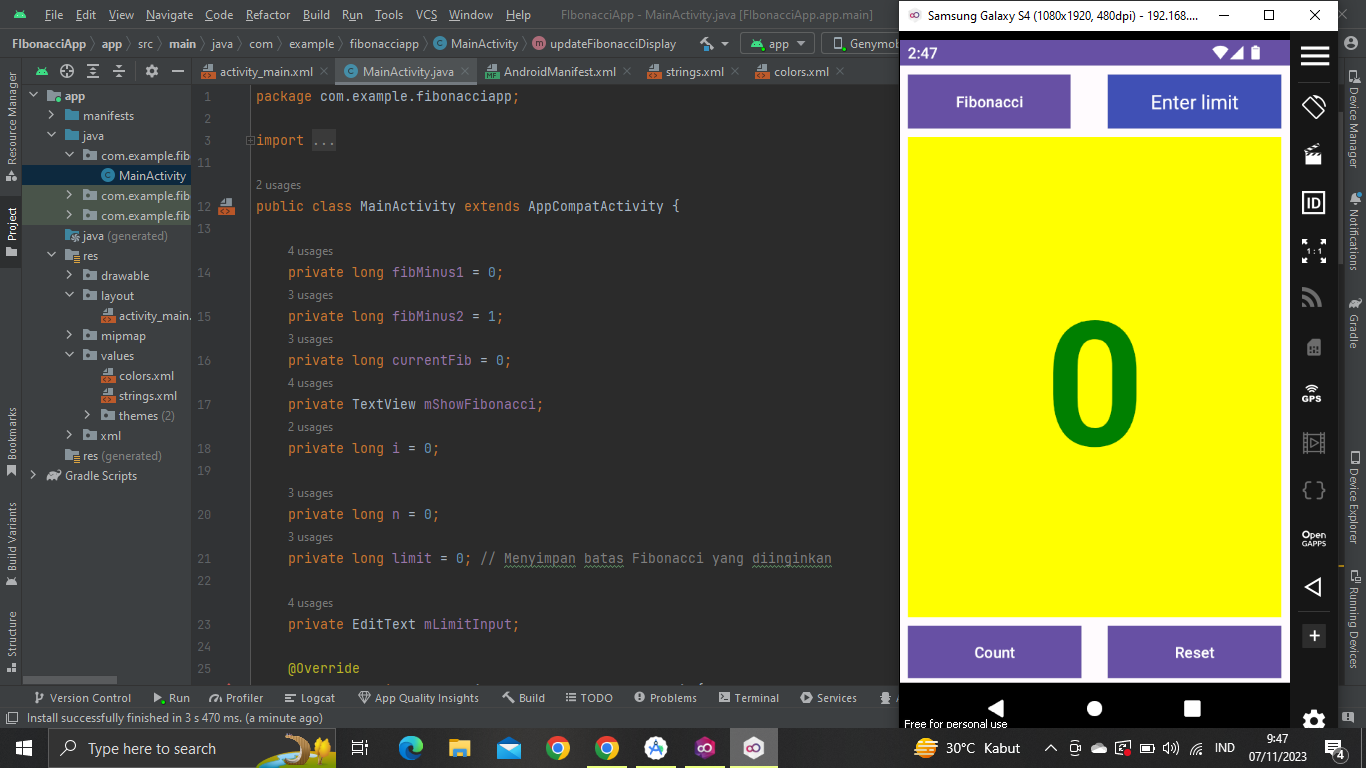 File Edit View Navigate Code Refactor Build Run Tools VCS Window Help FIbonacciApp - MainActivity.java [FIbonacciApp.app.main]
FIbonacciApp app src main java com example fibonacciapp MainActivity updateFibonacciDisplay app Genymob
activity_main.xml MainActivity.java AndroidManifest.xml strings.xml colors.xml
Resource Manager
Project
Bookmarks
Build Variants
Structure
app
manifests
java
com.example.fib
MainActivity
com.example.fib
com.example.fib
java (generated)
res
drawable
layout
activity_main.
mipmap
values
colors.xml
strings.xml
themes (2)
xml
res (generated)
Gradle Scripts
1 package com.example.fibonacciapp;
2
3 import ...
11
2 usages
12 public class MainActivity extends AppCompatActivity {
13
4 usages
14 private long fibMinus1 = 0;
3 usages
15 private long fibMinus2 = 1;
3 usages
16 private long currentFib = 0;
4 usages
17 private TextView mShowFibonacci;
2 usages
18 private long i = 0;
19
3 usages
20 private long n = 0;
3 usages
21 private long limit = 0; // Menyimpan batas Fibonacci yang diinginkan
22
4 usages
23 private EditText mLimitInput;
24
25 @Override
Samsung Galaxy S4 (1080x1920, 480dpi) - 192.168....
2:47
Fibonacci Enter limit
0
Count Reset
Free for personal use
ID
1:1
GPS
Open
GAPPS
Device Manager
Notifications
Gradle
Device Explorer
Running Devices
Version Control Run Profiler Logcat App Quality Insights Build TODO Problems Terminal Services
Install successfully finished in 3 s 470 ms. (a minute ago)
Type here to search
30°C Kabut
IND
9:47
07/11/2023
4